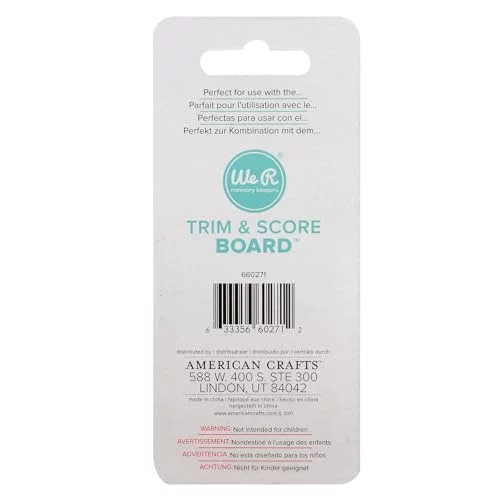 Perfect for use with the...
Parfait pour l'utilisation avec le...
Perfectas para usar con el...
Perfekt zur Kombination mit dem...
We R®
memory keepers
TRIM & SCORE
BOARD™
660271
6 33356 60271 2
distributed by | distribué par | distribuido por | vertrieb durch
AMERICAN CRAFTS™
588 W. 400 S. STE 300
LINDON, UT 84042
made in china | fabriqué aux chine | hecho en china
hergestellt in china
www.americancrafts.com © 2017
WARNING: Not intended for children
AVERTISSEMENT: Nondestiné à l'usage des enfants
ADVERTENCIA: No está diseñado para los niños
ACHTUNG: Nicht für Kinder geeignet